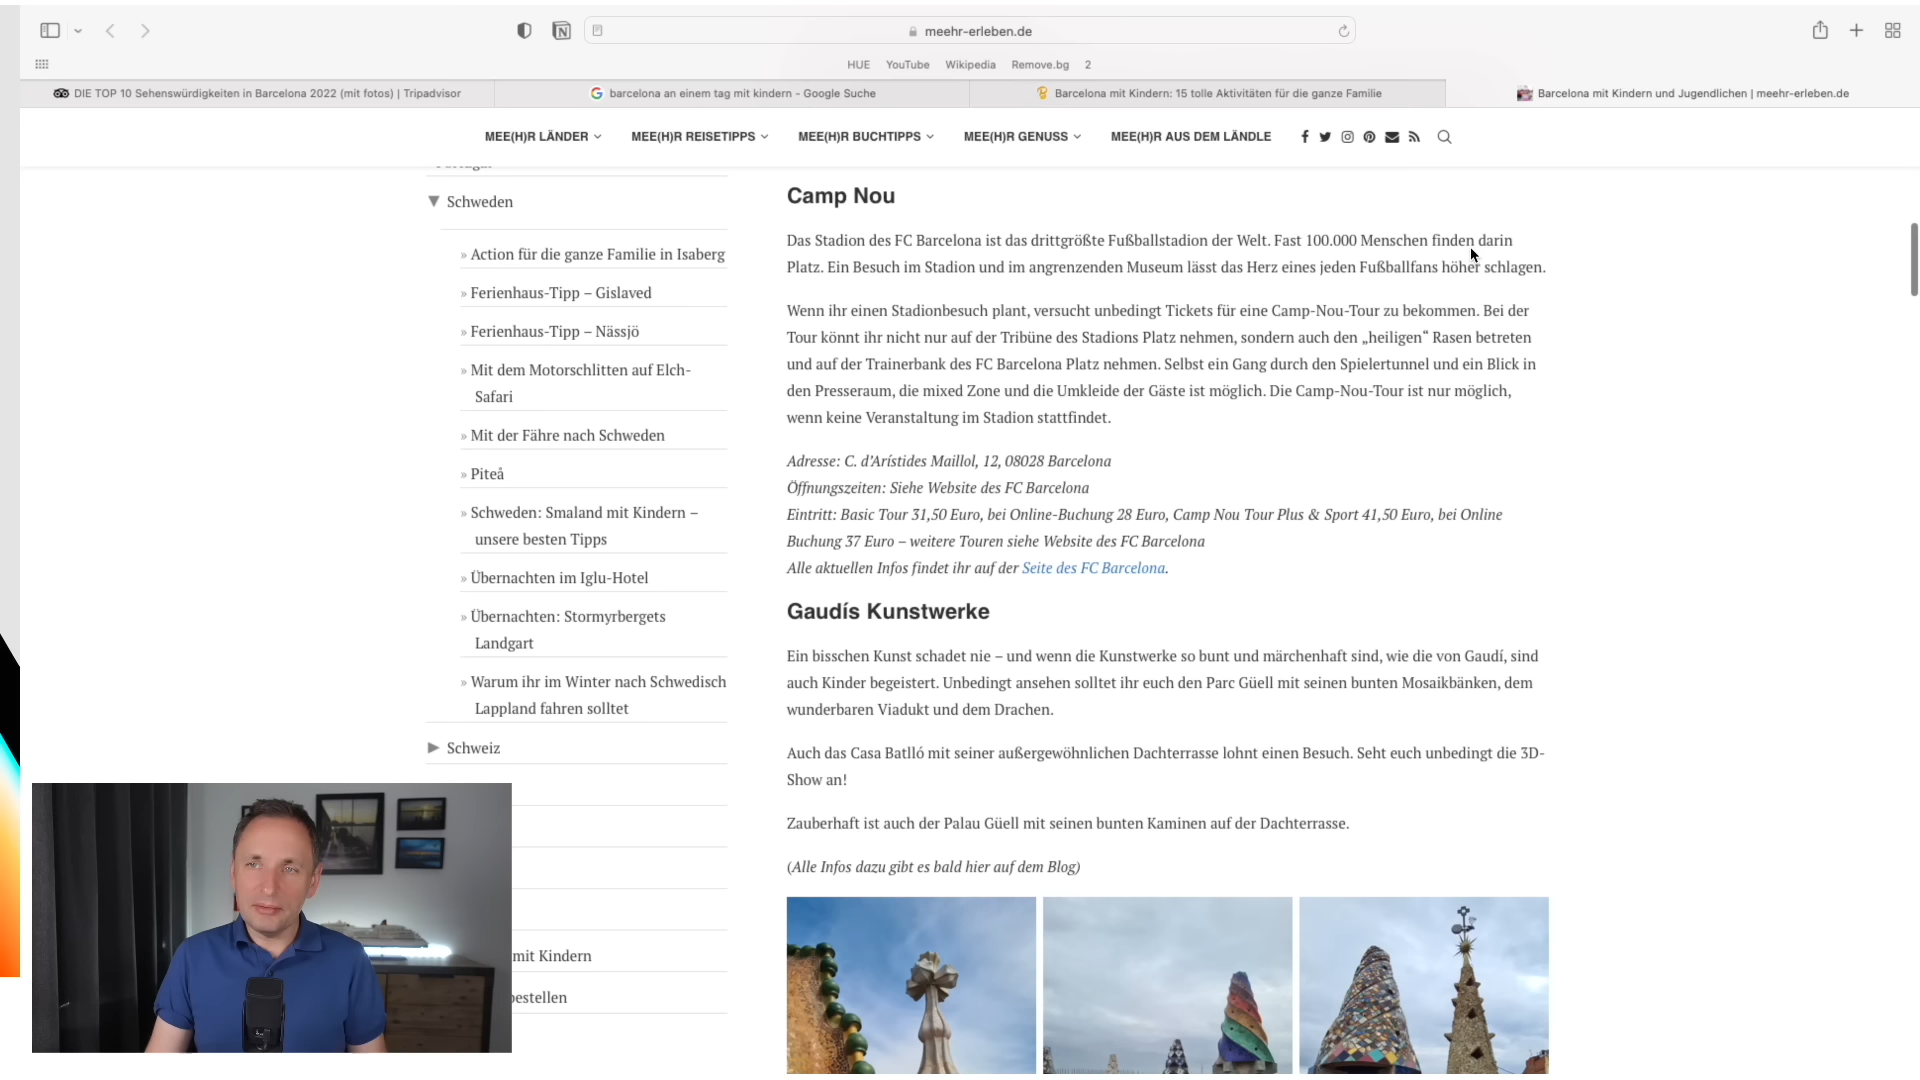 meehr-erleben.de
HUE YouTube Wikipedia Remove.bg 2
DIE TOP 10 Sehenswürdigkeiten in Barcelona 2022 (mit fotos) | Tripadvisor
barcelona an einem tag mit kindern - Google Suche
Barcelona mit Kindern: 15 tolle Aktivitäten für die ganze Familie
Barcelona mit Kindern und Jugendlichen | meehr-erleben.de
MEE(H)R LÄNDER MEE(H)R REISETIPPS MEE(H)R BUCHTIPPS MEE(H)R GENUSS MEE(H)R AUS DEM LÄNDLE
Schweden
» Action für die ganze Familie in Isaberg
» Ferienhaus-Tipp – Gislaved
» Ferienhaus-Tipp – Nässjö
» Mit dem Motorschlitten auf Elch-
Safari
» Mit der Fähre nach Schweden
» Piteå
» Schweden: Smaland mit Kindern –
unsere besten Tipps
» Übernachten im Iglu-Hotel
» Übernachten: Stormyrbergets
Landgart
» Warum ihr im Winter nach Schwedisch
Lappland fahren solltet
Schweiz
mit Kindern
bestellen
Camp Nou
Das Stadion des FC Barcelona ist das drittgrößte Fußballstadion der Welt. Fast 100.000 Menschen finden darin
Platz. Ein Besuch im Stadion und im angrenzenden Museum lässt das Herz eines jeden Fußballfans höher schlagen.
Wenn ihr einen Stadionbesuch plant, versucht unbedingt Tickets für eine Camp-Nou-Tour zu bekommen. Bei der
Tour könnt ihr nicht nur auf der Tribüne des Stadions Platz nehmen, sondern auch den „heiligen“ Rasen betreten
und auf der Trainerbank des FC Barcelona Platz nehmen. Selbst ein Gang durch den Spielertunnel und ein Blick in
den Presseraum, die mixed Zone und die Umkleide der Gäste ist möglich. Die Camp-Nou-Tour ist nur möglich,
wenn keine Veranstaltung im Stadion stattfindet.
Adresse: C. d’Arístides Maillol, 12, 08028 Barcelona
Öffnungszeiten: Siehe Website des FC Barcelona
Eintritt: Basic Tour 31,50 Euro, bei Online-Buchung 28 Euro, Camp Nou Tour Plus & Sport 41,50 Euro, bei Online
Buchung 37 Euro – weitere Touren siehe Website des FC Barcelona
Alle aktuellen Infos findet ihr auf der Seite des FC Barcelona.
Gaudís Kunstwerke
Ein bisschen Kunst schadet nie – und wenn die Kunstwerke so bunt und märchenhaft sind, wie die von Gaudí, sind
auch Kinder begeistert. Unbedingt ansehen solltet ihr euch den Parc Güell mit seinen bunten Mosaikbänken, dem
wunderbaren Viadukt und dem Drachen.
Auch das Casa Batlló mit seiner außergewöhnlichen Dachterrasse lohnt einen Besuch. Seht euch unbedingt die 3D-
Show an!
Zauberhaft ist auch der Palau Güell mit seinen bunten Kaminen auf der Dachterrasse.
(Alle Infos dazu gibt es bald hier auf dem Blog)